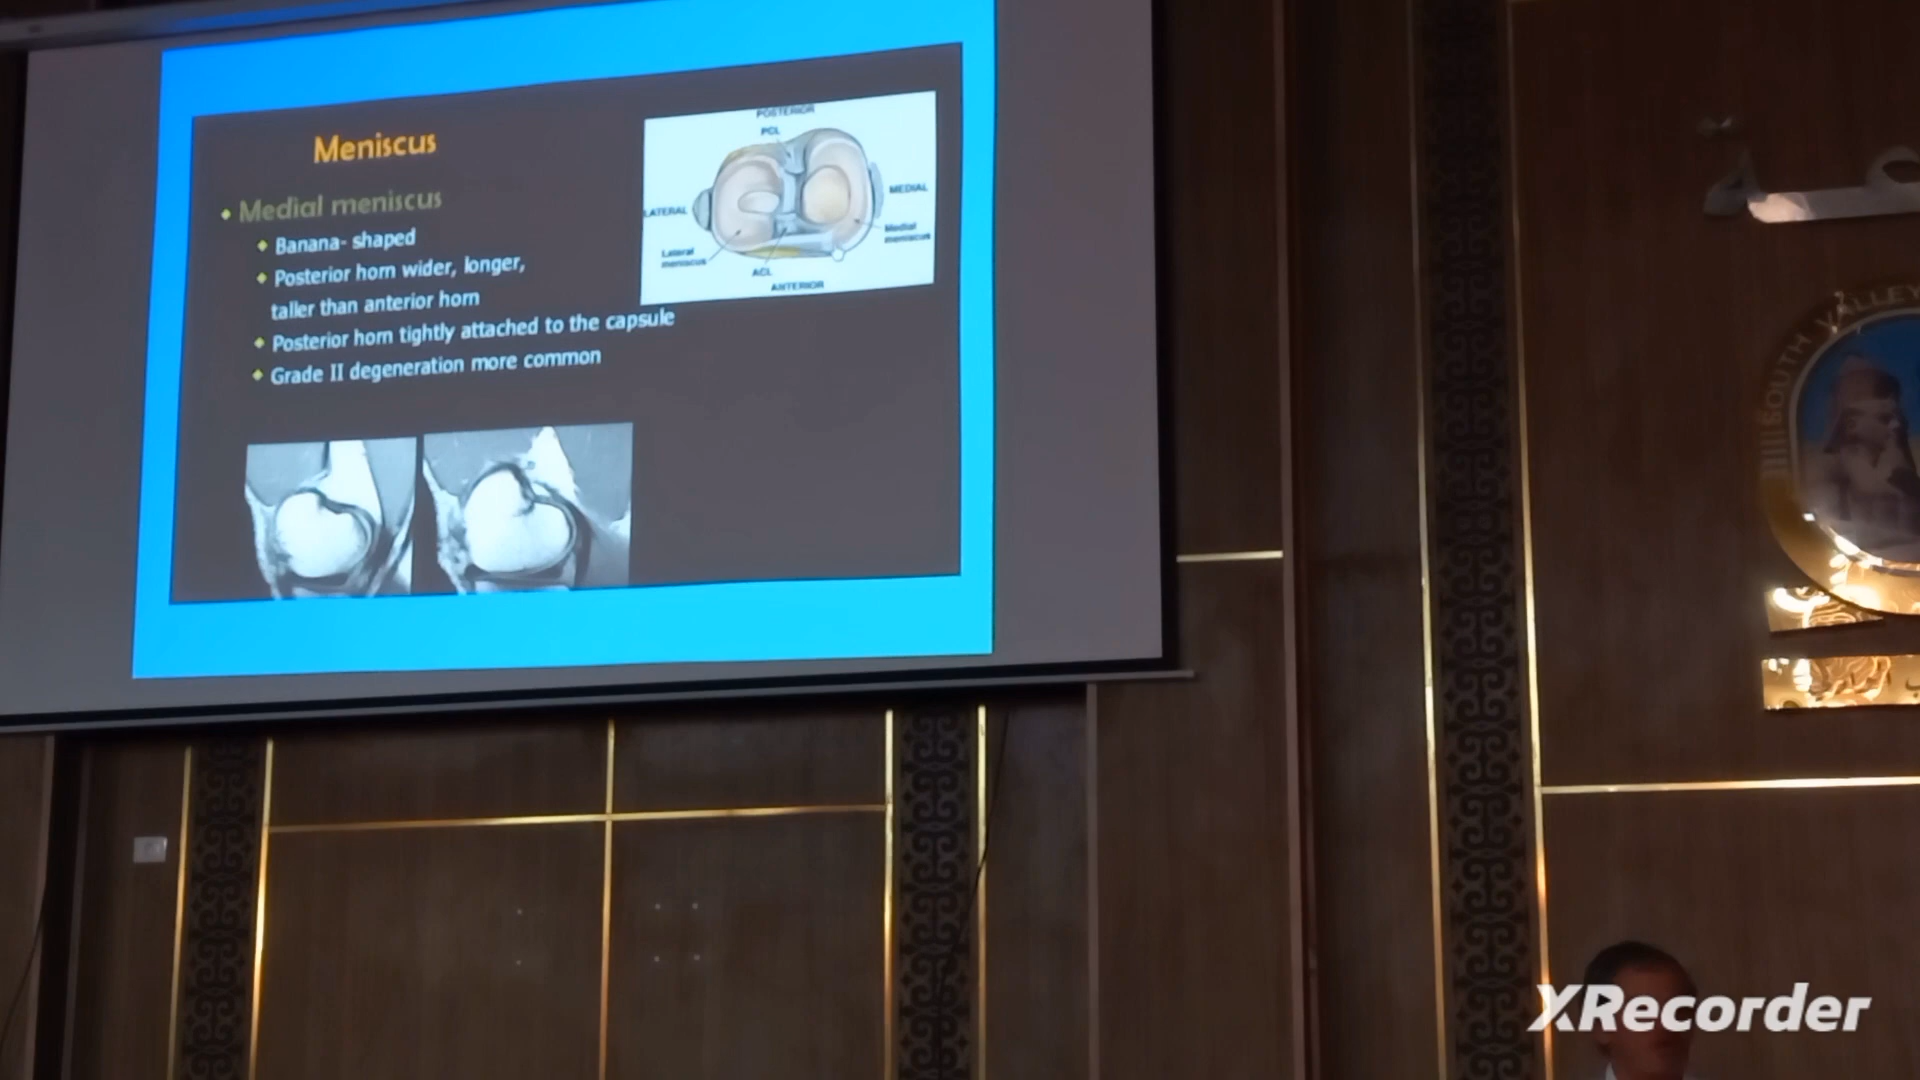 Meniscus
Medial meniscus
Banana- shaped
Posterior horn wider, longer,
taller than anterior horn
Posterior horn tightly attached to the capsule
Grade II degeneration more common
POSTERIOR
PCL
LATERAL
MEDIAL
Lateral
meniscus
Medial
meniscus
ACL
ANTERIOR
SOUTH VALLEY
XRecorder